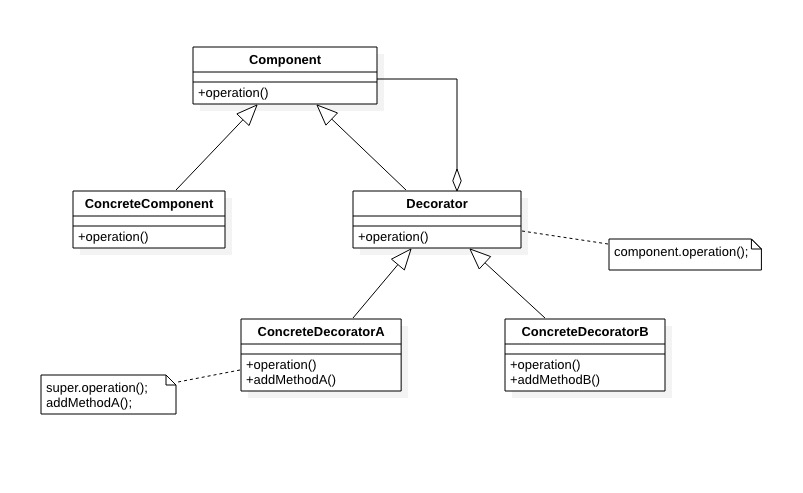 Component
+operation()
ConcreteComponent
+operation()
Decorator
+operation()
component.operation();
ConcreteDecoratorA
+operation()
+addMethodA()
ConcreteDecoratorB
+operation()
+addMethodB()
super.operation();
addMethodA();